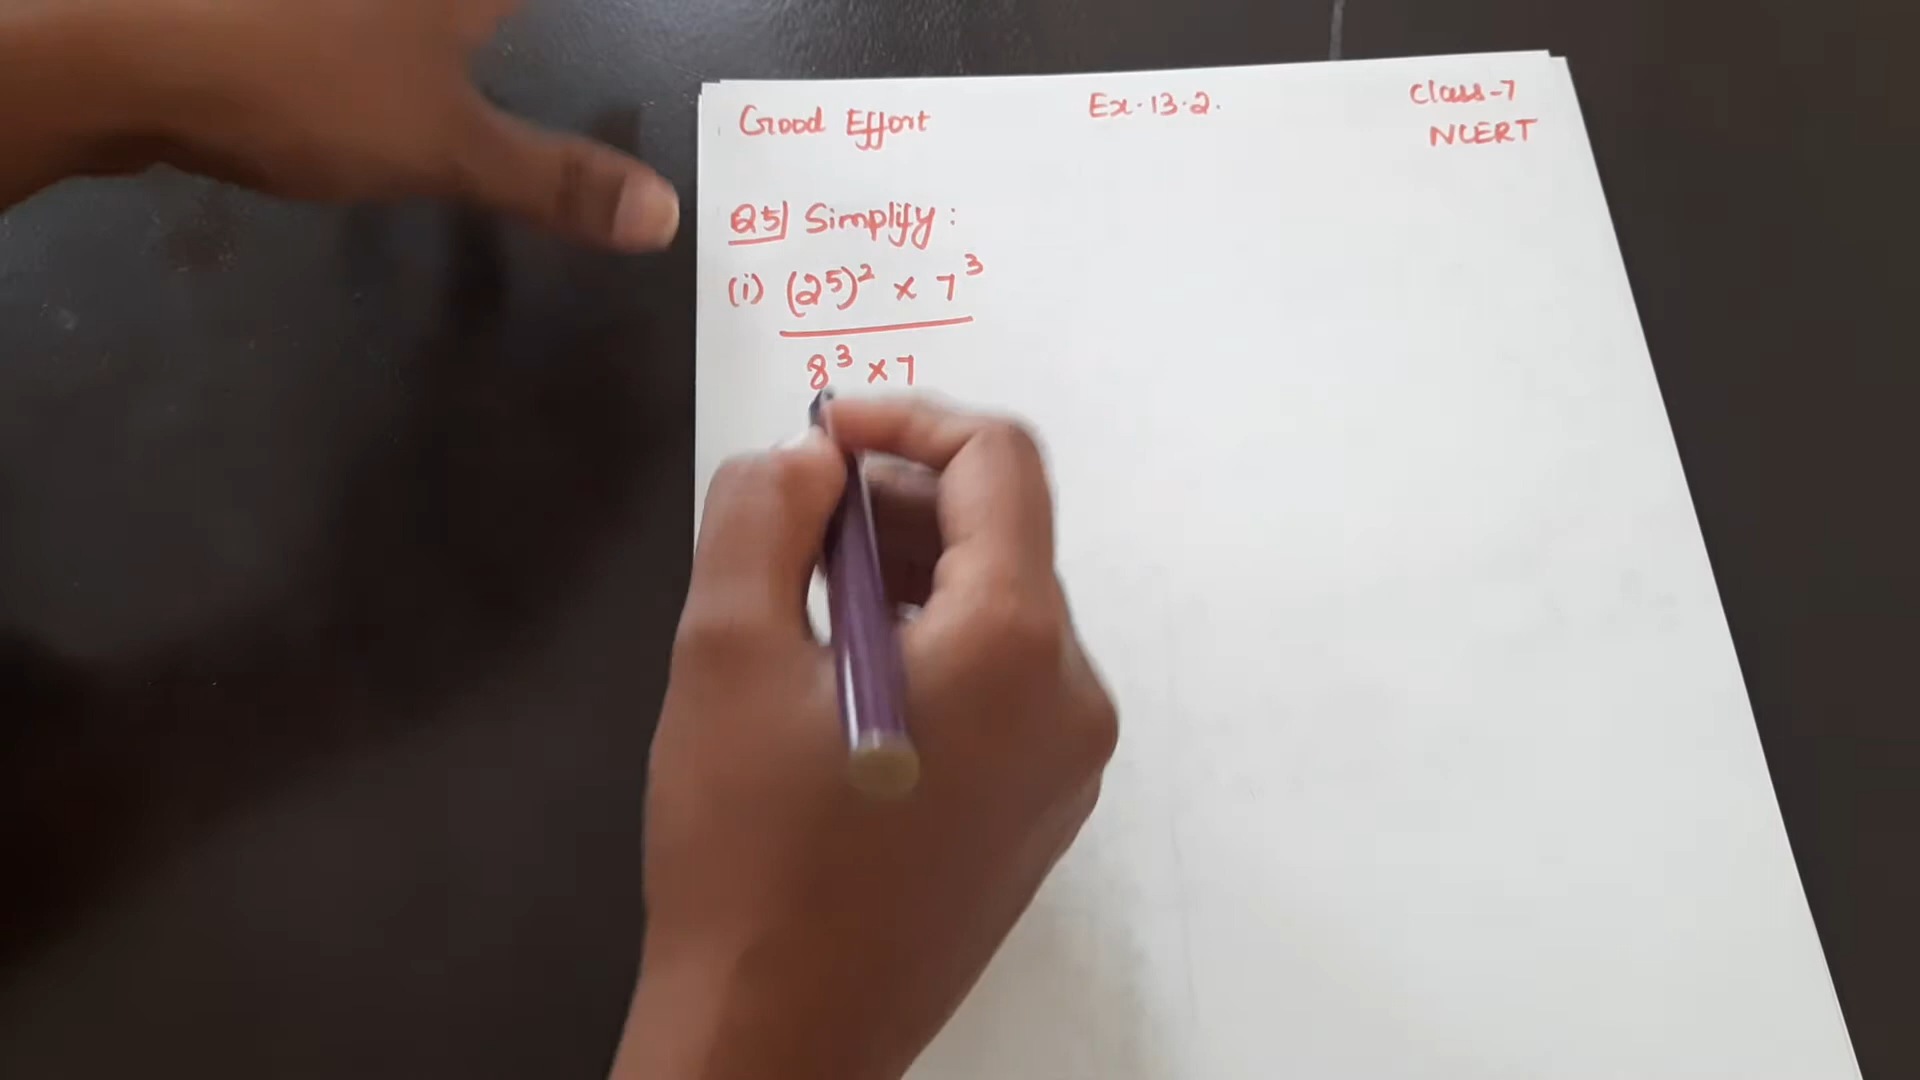 Good Effort Ex.13.2. Class-7
NCERT
Q5) Simplify:
(i) (2⁵)² × 7³
8³ × 7